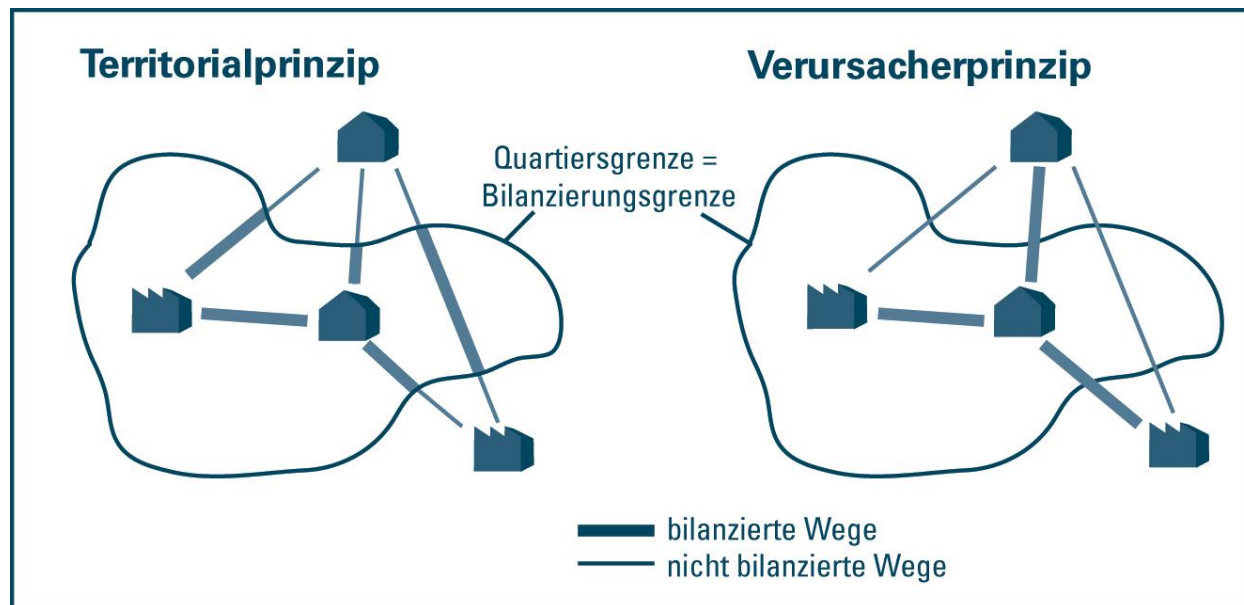 Territorialprinzip
Verursacherprinzip
Quartiersgrenze =
Bilanzierungsgrenze
bilanzierte Wege
nicht bilanzierte Wege